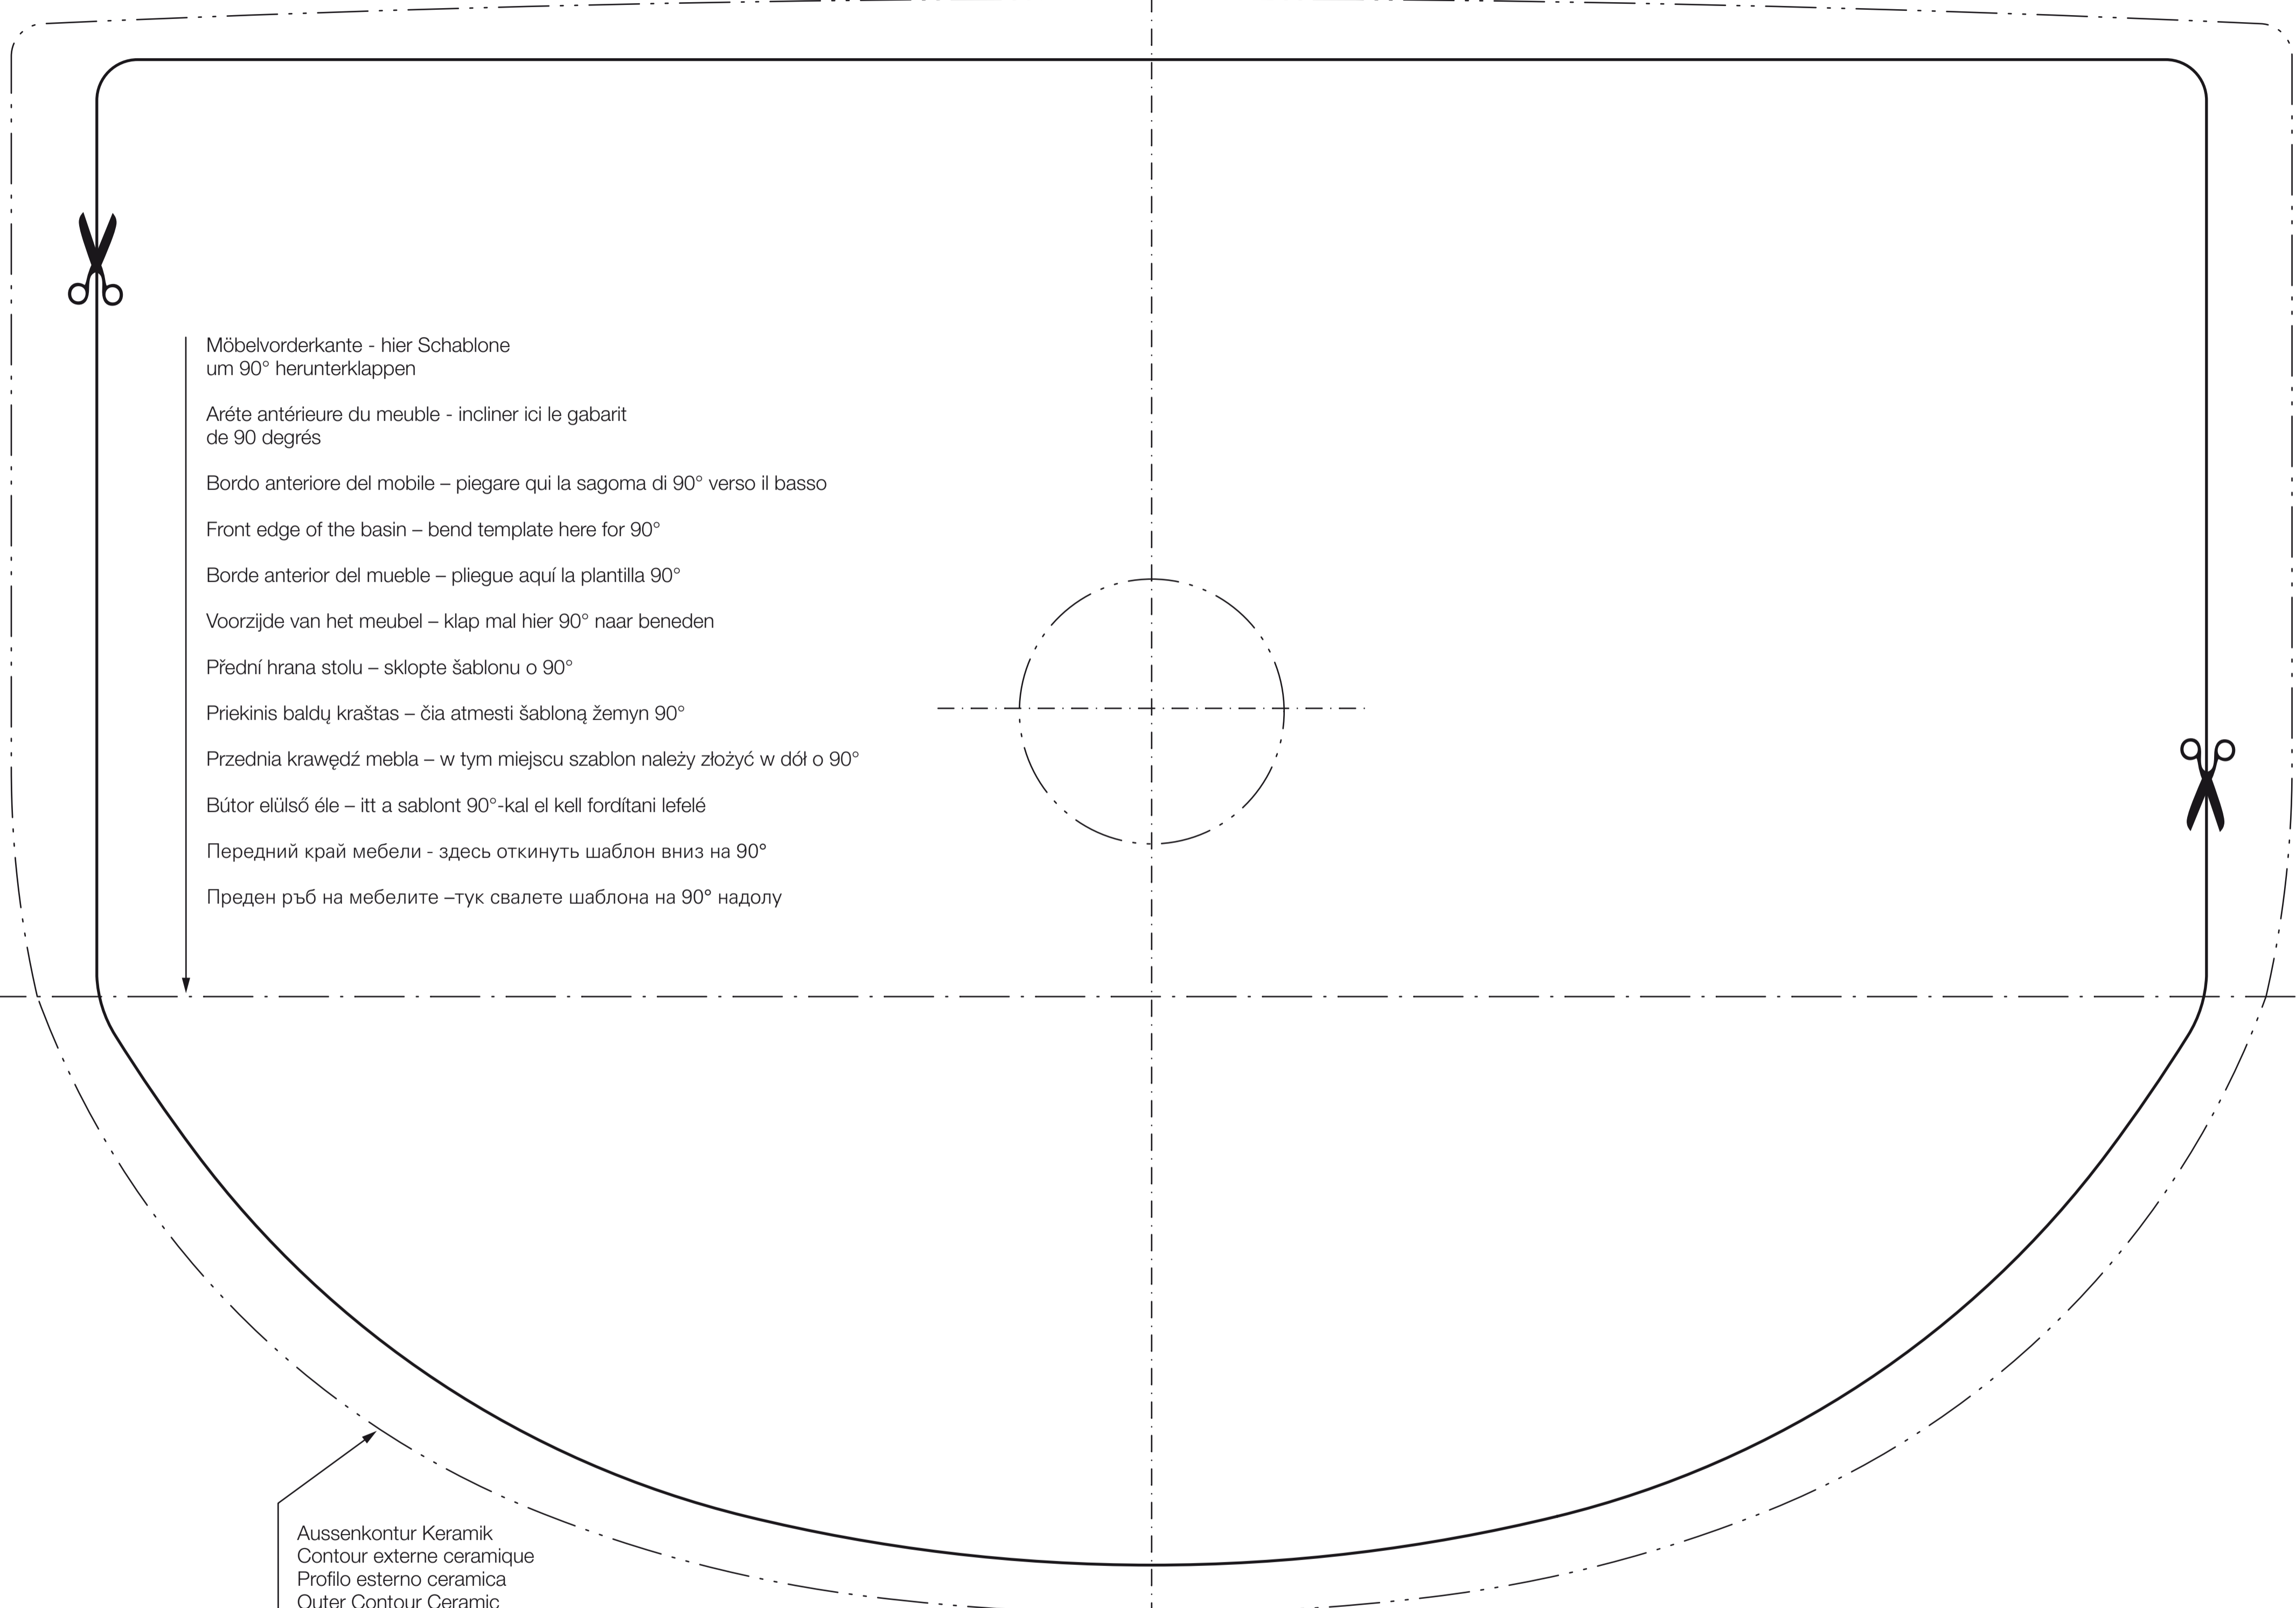 Möbelvorderkante - hier Schablone
um 90° herunterklappen
Aréte antérieure du meuble - incliner ici le gabarit
de 90 degrés
Bordo anteriore del mobile – piegare qui la sagoma di 90° verso il basso
Front edge of the basin – bend template here for 90°
Borde anterior del mueble – pliegue aquí la plantilla 90°
Voorzijde van het meubel – klap mal hier 90° naar beneden
Přední hrana stolu – sklopte šablonu o 90°
Priekinis baldų kraštas – čia atmesti šabloną žemyn 90°
Przednia krawędź mebla – w tym miejscu szablon należy złożyć w dół o 90°
Bútor elülső éle – itt a sablont 90°-kal el kell fordítani lefelé
Передний край мебели - здесь откинуть шаблон вниз на 90°
Преден ръб на мебелите –тук свалете шаблона на 90° надолу
Aussenkontur Keramik
Contour externe ceramique
Profilo esterno ceramica
Outer Contour Ceramic